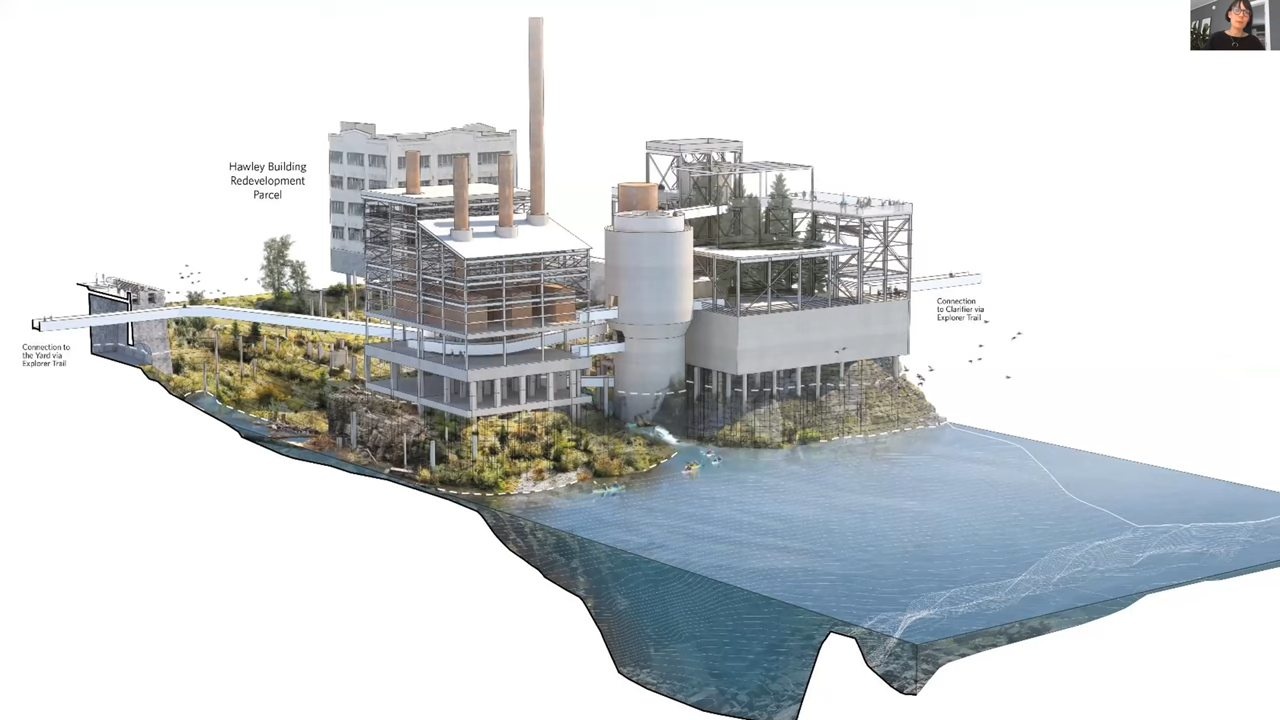 Hawley Building
Redevelopment
Parcel
Connection
to Clarifier via
Explorer Trail
Connection to
the Yard via
Explorer Trail